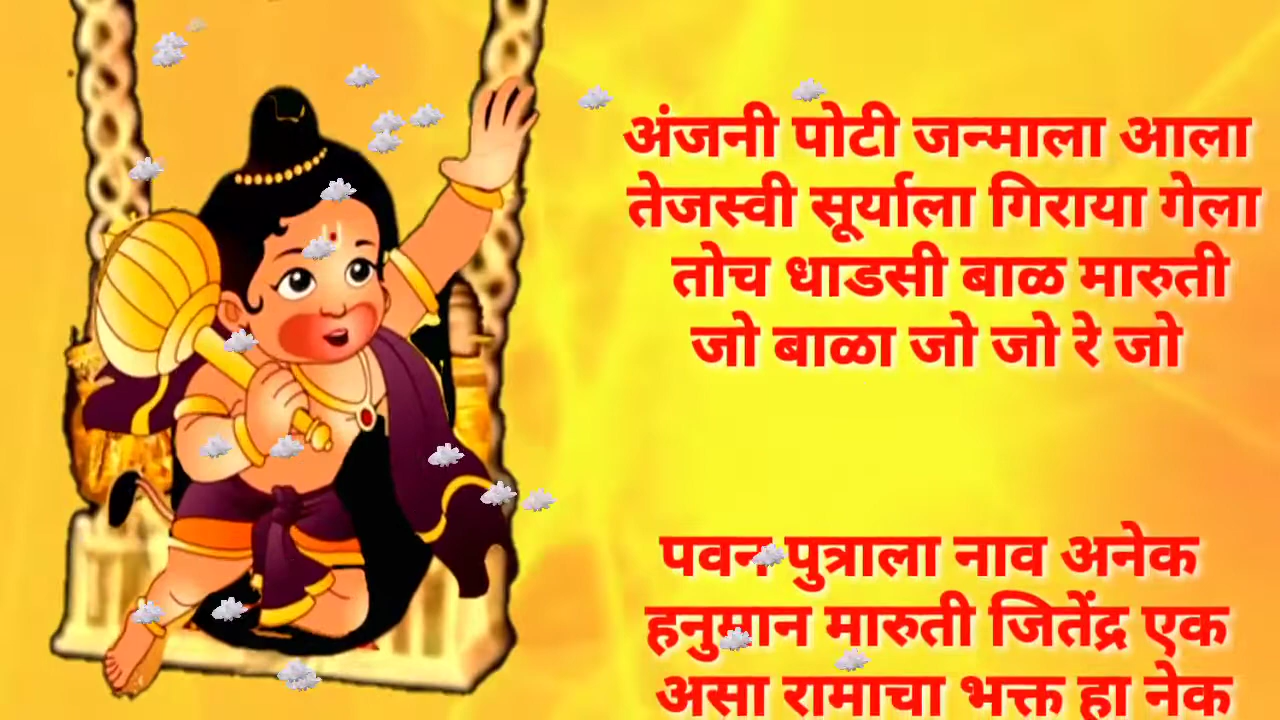 अंजनी पोटी जन्माला आला
तेजस्वी सूर्याला गिराया गेला
तोच धाडसी बाळ मारुती
जो बाळा जो जो रे जो
पवन पुत्राला नाव अनेक
हनुमान मारुती जितेंद्र एक
असा रामाचा भक्त हा नेक